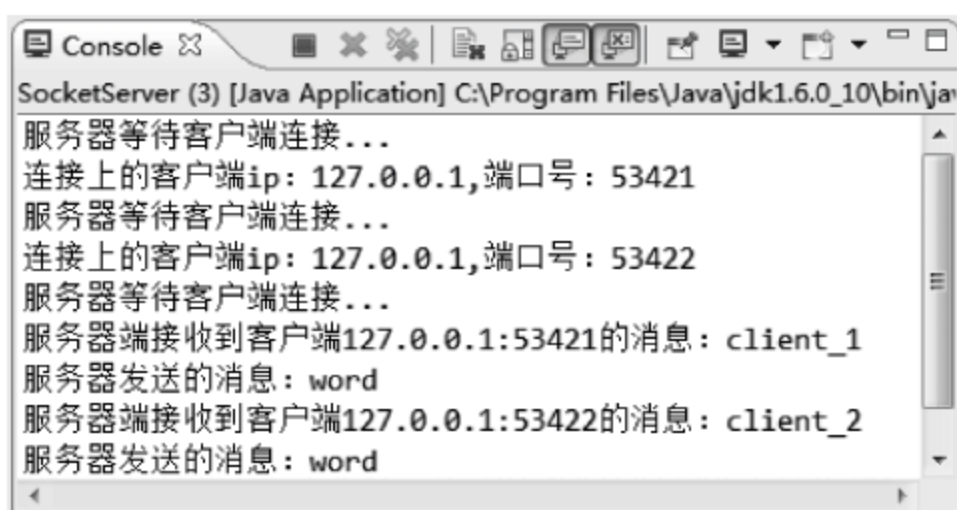 Console
SocketServer (3) [Java Application] C:\Program Files\Java\jdk1.6.0_10\bin\jav
服务器等待客户端连接...
连接上的客户端ip: 127.0.0.1,端口号: 53421
服务器等待客户端连接...
连接上的客户端ip: 127.0.0.1,端口号: 53422
服务器等待客户端连接...
服务器端接收到客户端127.0.0.1:53421的消息: client_1
服务器发送的消息: word
服务器端接收到客户端127.0.0.1:53422的消息: client_2
服务器发送的消息: word